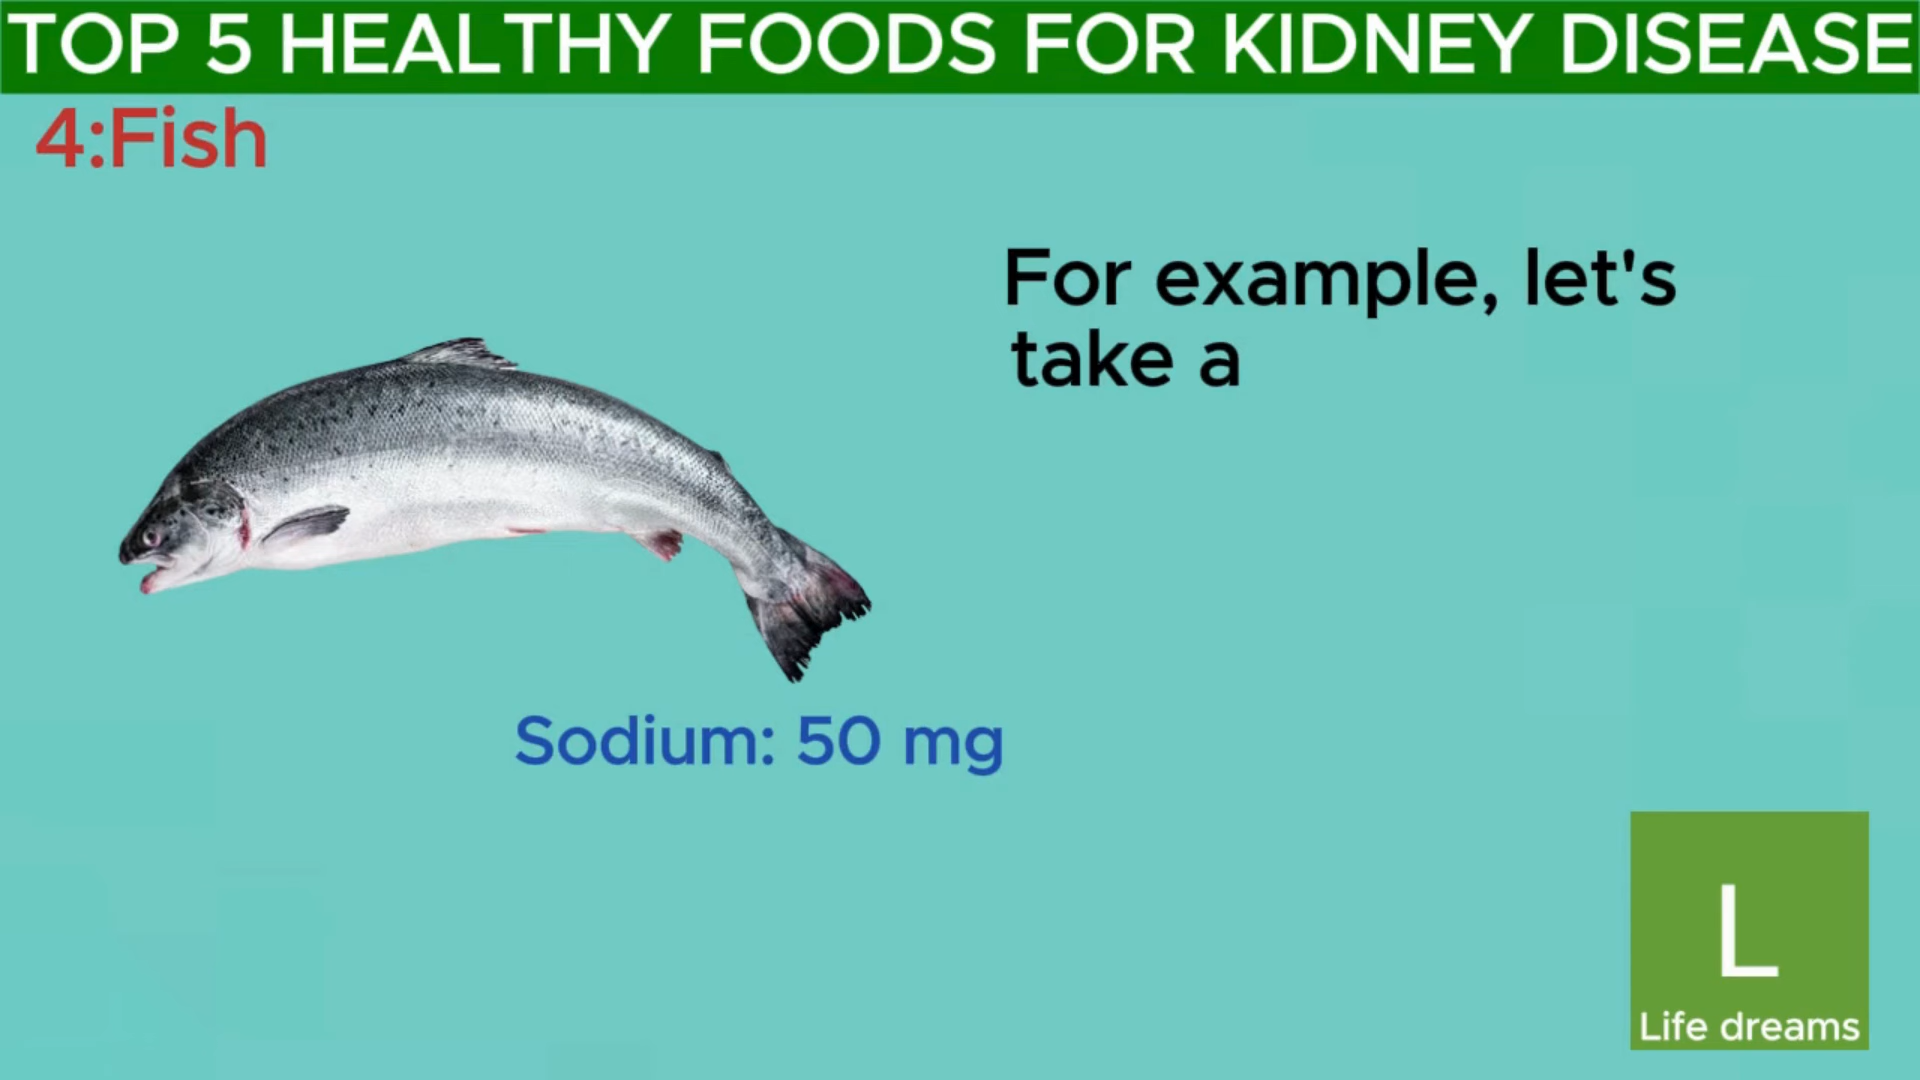 TOP 5 HEALTHY FOODS FOR KIDNEY DISEASE
4:Fish
For example, let's
take a
Sodium: 50 mg
L
Life dreams